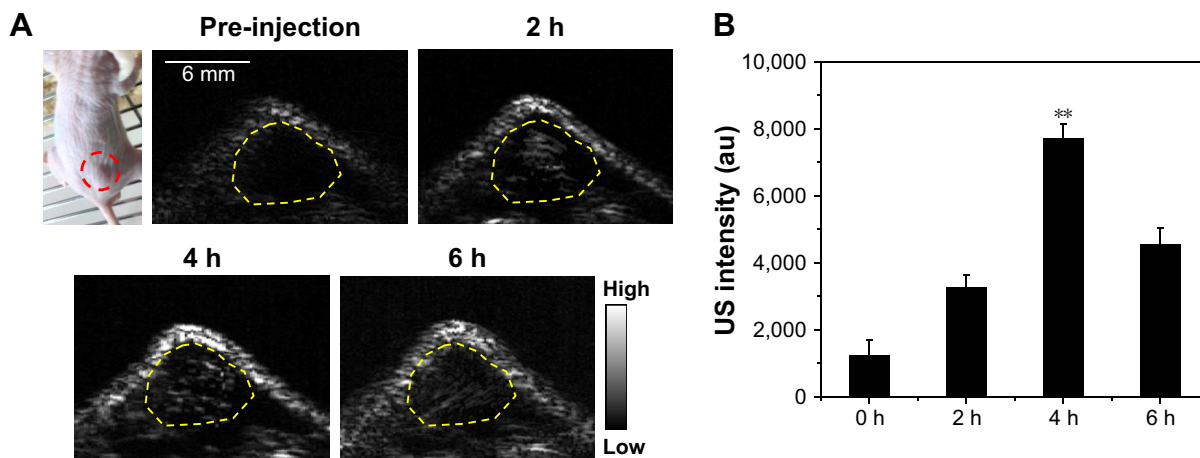 A
Pre-injection
2 h
6 mm
4 h
6 h
High
Low
B
US intensity (au)
10,000
8,000
6,000
4,000
2,000
0
**
0 h
2 h
4 h
6 h